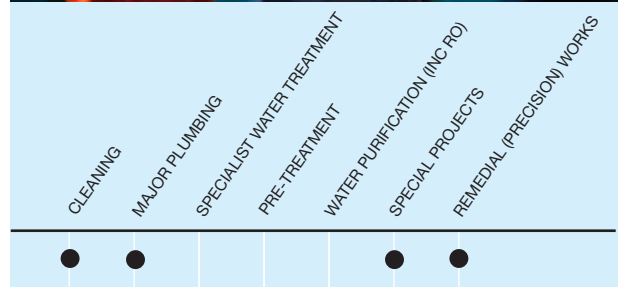 CLEANING
MAJOR PLUMBING
SPECIALIST WATER TREATMENT
PRE-TREATMENT
WATER PURIFICATION (INC RO)
SPECIAL PROJECTS
REMEDIAL (PRECISION) WORKS